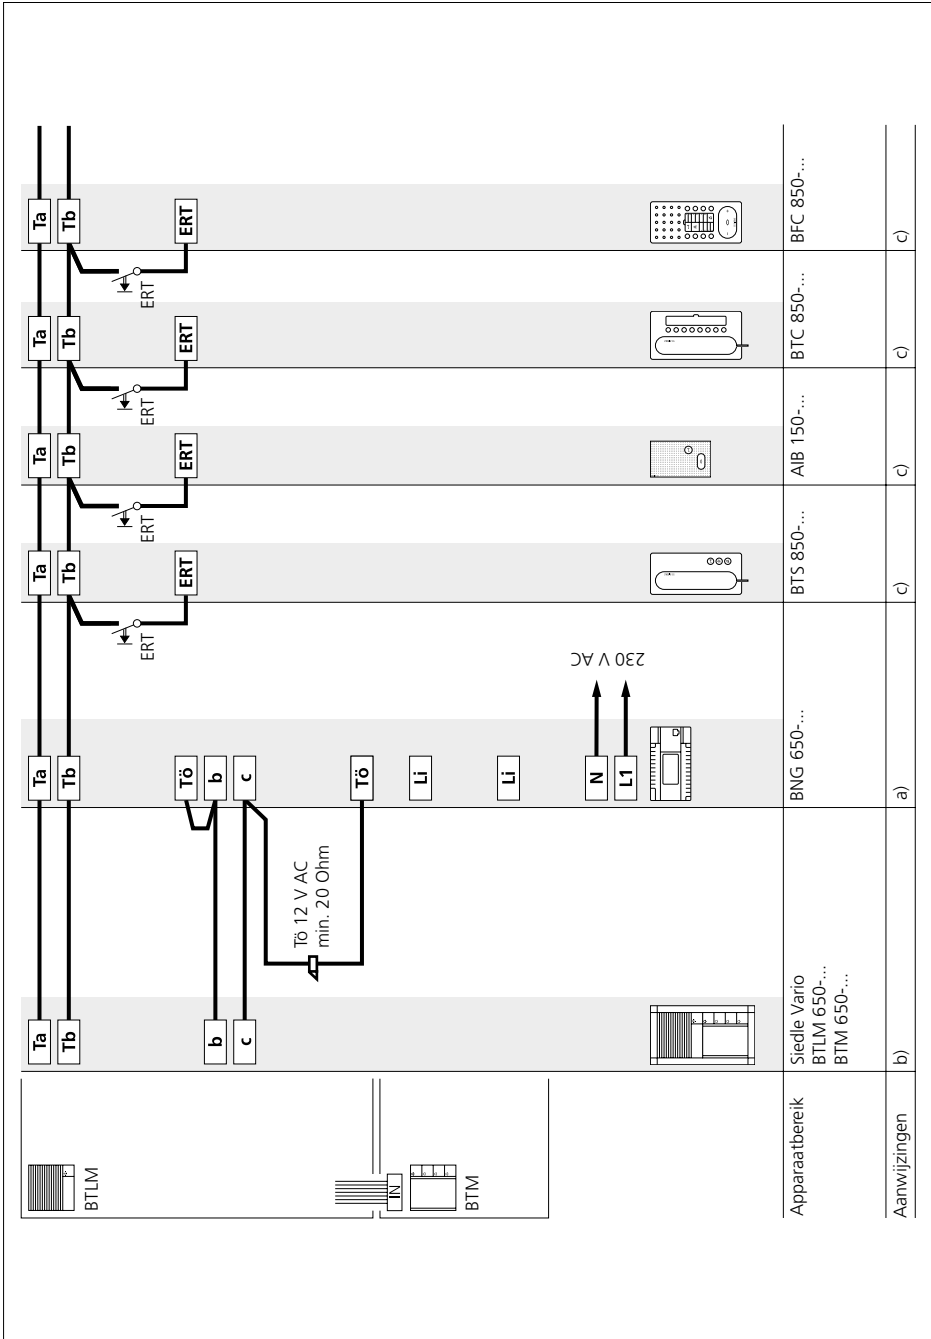 Ta Ta Ta Ta Ta Ta
Tb Tb Tb Tb Tb Tb
BTLM
ERT ERT ERT ERT
Tö ERT ERT ERT ERT
b b
c c
Tö 12 V AC
min. 20 Ohm
Tö
IN
Li
BTM
Li
N
230 V AC
L1
Apparaatbereik
Siedle Vario
BTLM 650-...
BTM 650-...
BNG 650-...
BTS 850-...
AIB 150-...
BTC 850-...
BFC 850-...
Aanwijzingen
b)
a)
c)
c)
c)
c)